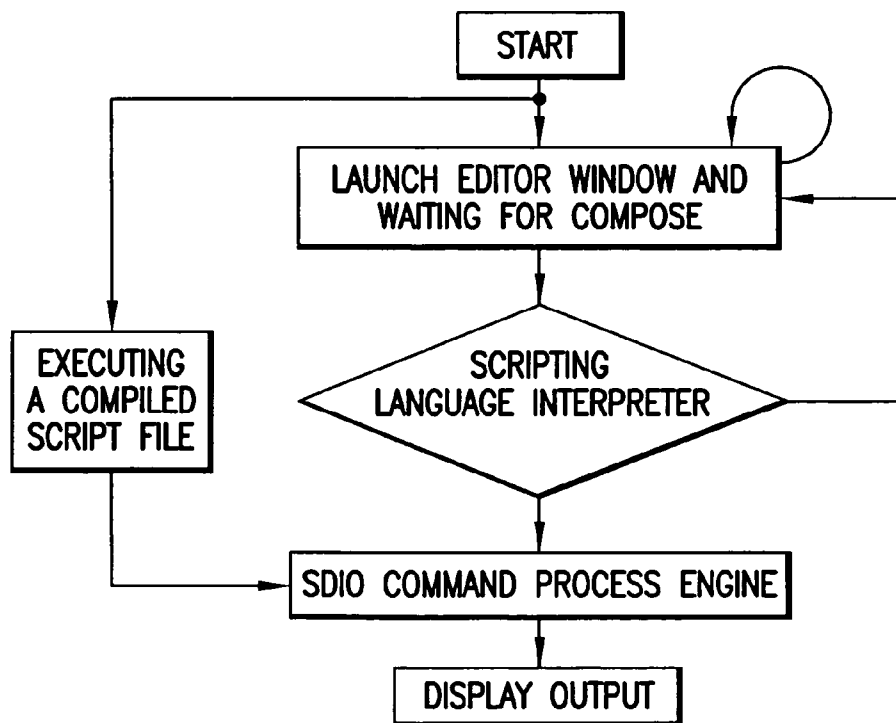 START
LAUNCH EDITOR WINDOW AND
WAITING FOR COMPOSE
EXECUTING
A COMPILED
SCRIPT FILE
SCRIPTING
LANGUAGE INTERPRETER
SDIO COMMAND PROCESS ENGINE
DISPLAY OUTPUT